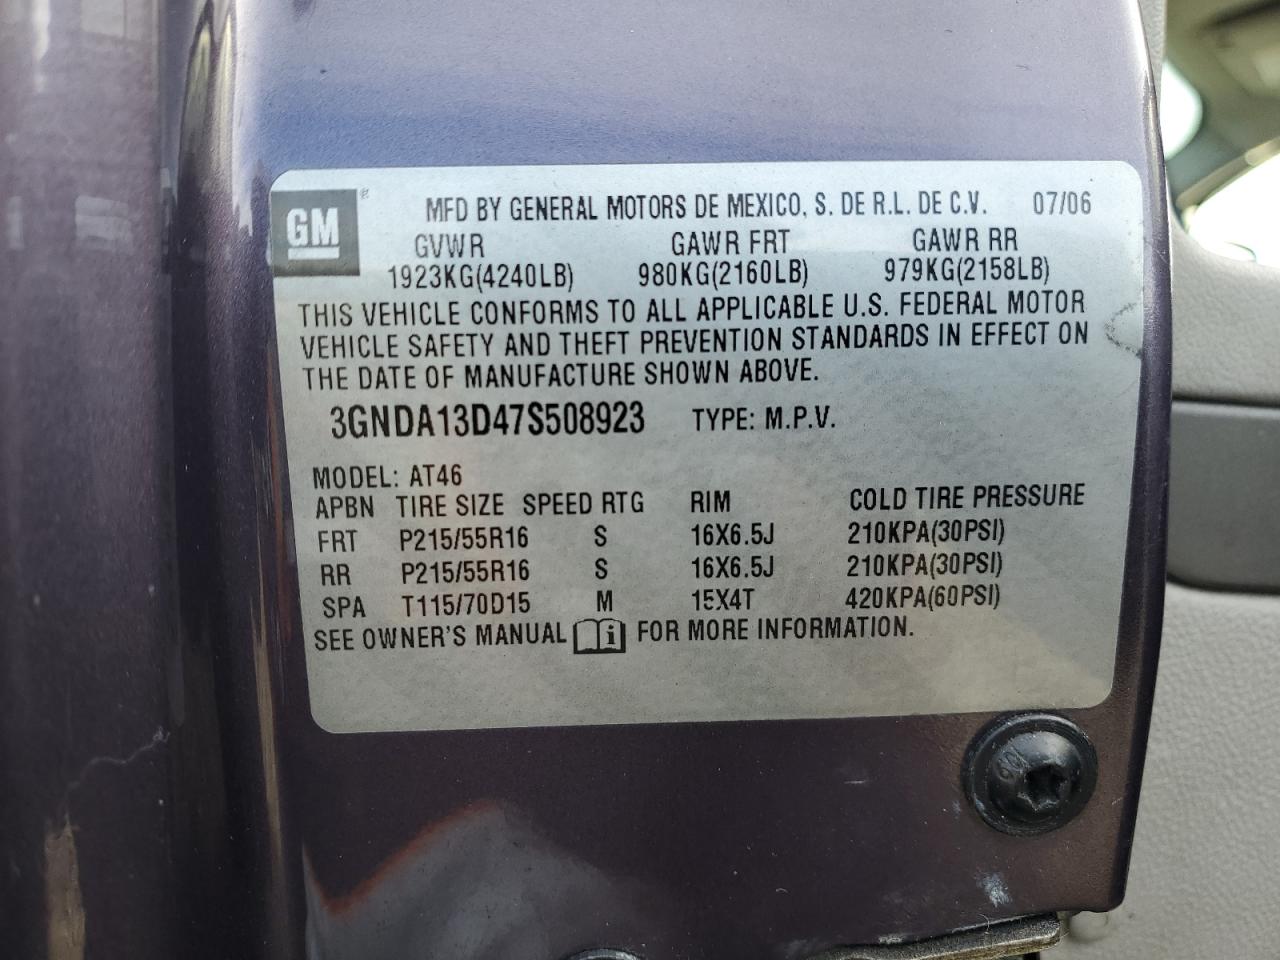 GM
MFD BY GENERAL MOTORS DE MEXICO, S. DE R.L. DE C.V. 07/06
GVWR GAWR FRT GAWR RR
1923KG(4240LB) 980KG(2160LB) 979KG(2158LB)
THIS VEHICLE CONFORMS TO ALL APPLICABLE U.S. FEDERAL MOTOR
VEHICLE SAFETY AND THEFT PREVENTION STANDARDS IN EFFECT ON
THE DATE OF MANUFACTURE SHOWN ABOVE.
3GNDA13D47S508923 TYPE: M.P.V.
MODEL: AT46
APBN TIRE SIZE SPEED RTG RIM COLD TIRE PRESSURE
FRT P215/55R16 S 16X6.5J 210KPA(30PSI)
RR P215/55R16 S 16X6.5J 210KPA(30PSI)
SPA T115/70D15 M 15X4T 420KPA(60PSI)
SEE OWNER'S MANUAL i FOR MORE INFORMATION.